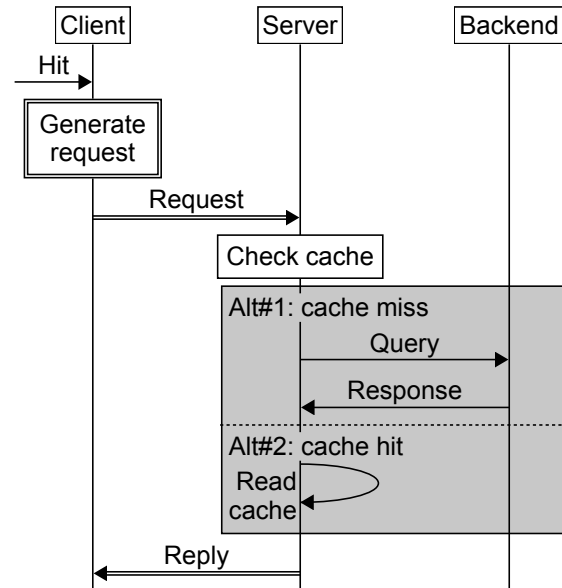 Client
Server
Backend
Hit
Generate
request
Request
Check cache
Alt#1: cache miss
Query
Response
Alt#2: cache hit
Read
cache
Reply